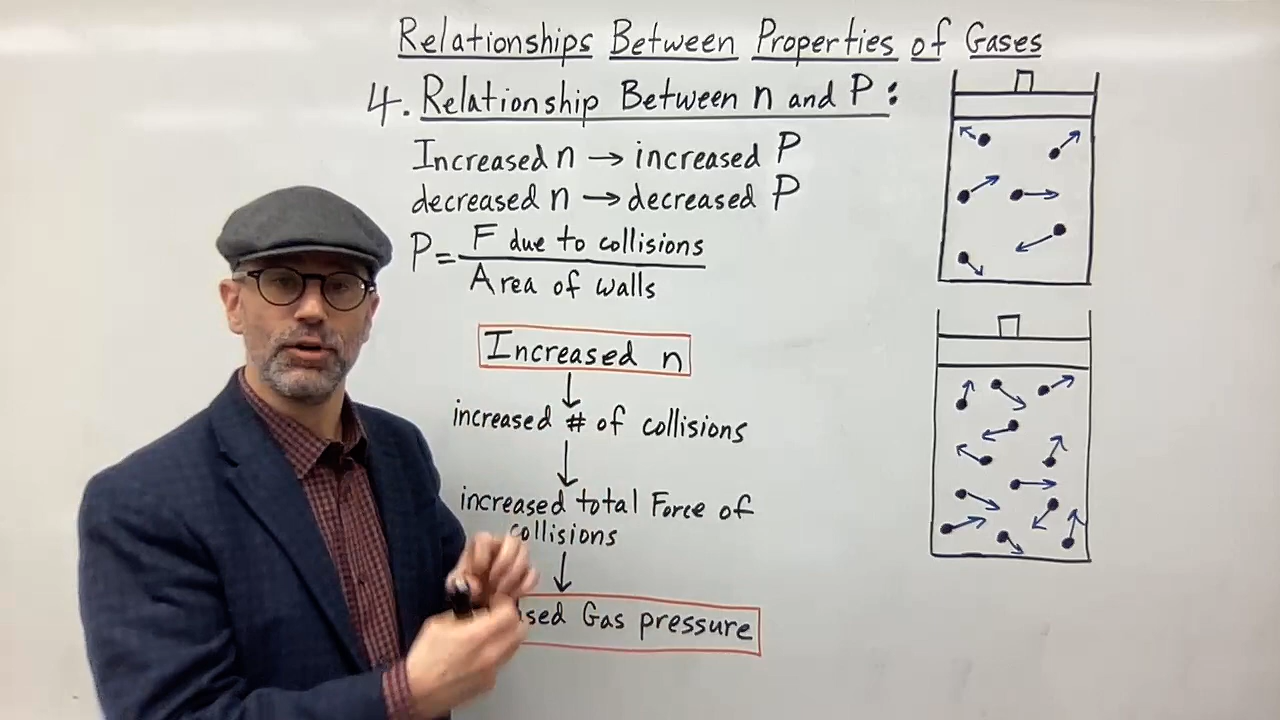 Relationships Between Properties of Gases
4. Relationship Between n and P:
Increased n → increased P
decreased n → decreased P
P = F due to collisions
Area of walls
Increased n
↓
increased # of collisions
↓
increased total Force of
collisions
↓
Gas pressure